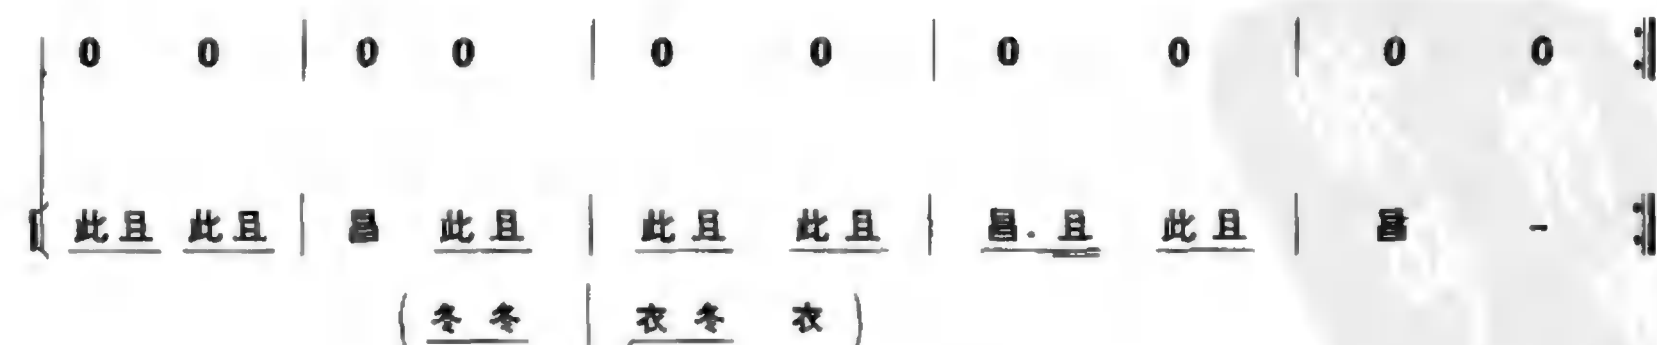 0 0 | 0 0 | 0 0 | 0 0 | 0 0 :‖
此且 此且 | 昌 此且 | 此且 此且 | 昌.且 此且 | 昌 - :‖
(冬冬 | 衣冬 衣)